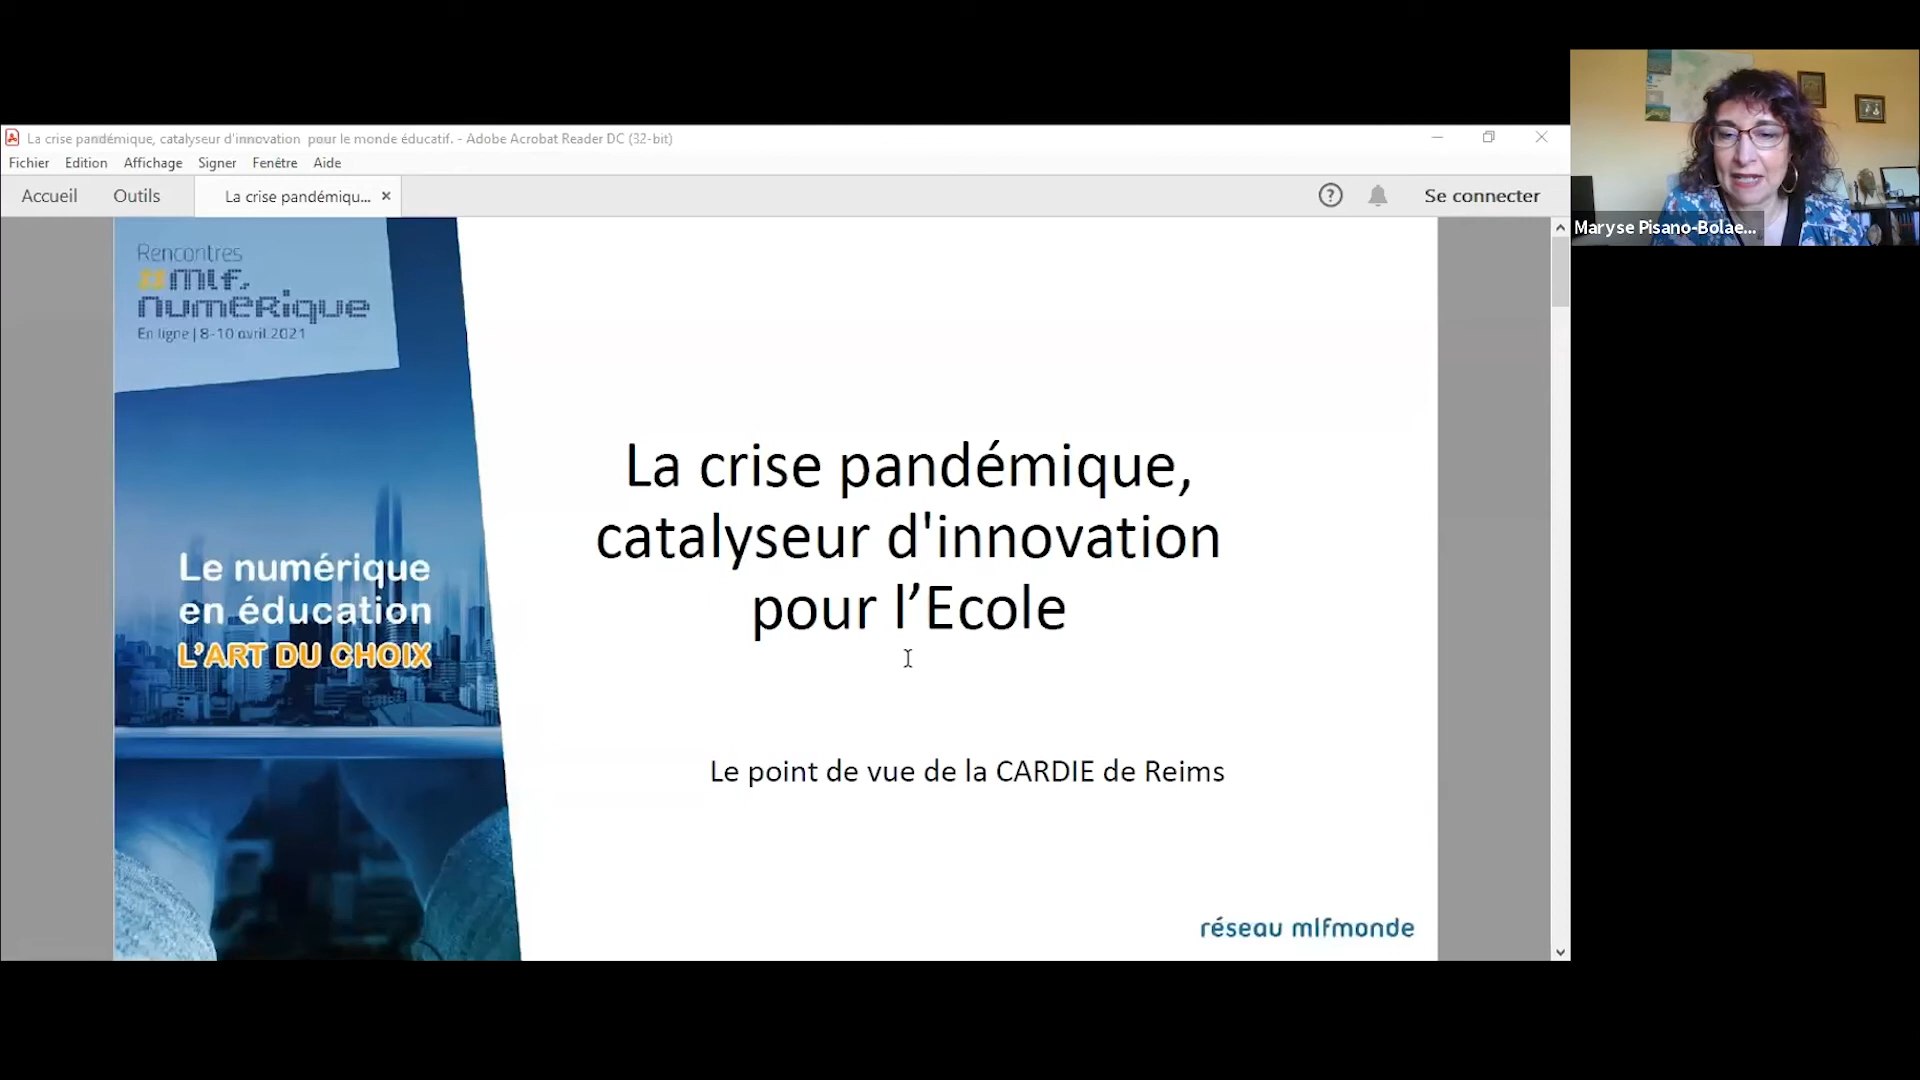 La crise pandémique, catalyseur d'innovation pour le monde éducatif. - Adobe Acrobat Reader DC (32-bit)
Fichier Edition Affichage Signer Fenêtre Aide
Accueil Outils La crise pandémiqu... × Se connecter
Maryse Pisano-Bolae...
Rencontres
mlf.
numérique
En ligne | 8-10 avril 2021
Le numérique
en éducation
L'ART DU CHOIX
La crise pandémique,
catalyseur d'innovation
pour l’Ecole
Le point de vue de la CARDIE de Reims
réseau mlfmonde